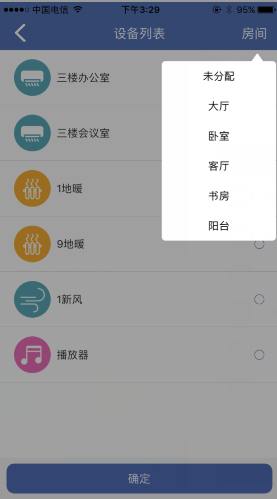 中国电信 下午3:29 95%
设备列表 房间
未分配
三楼办公室
大厅
三楼会议室
卧室
客厅
1地暖
书房
阳台
9地暖
1新风
播放器
确定